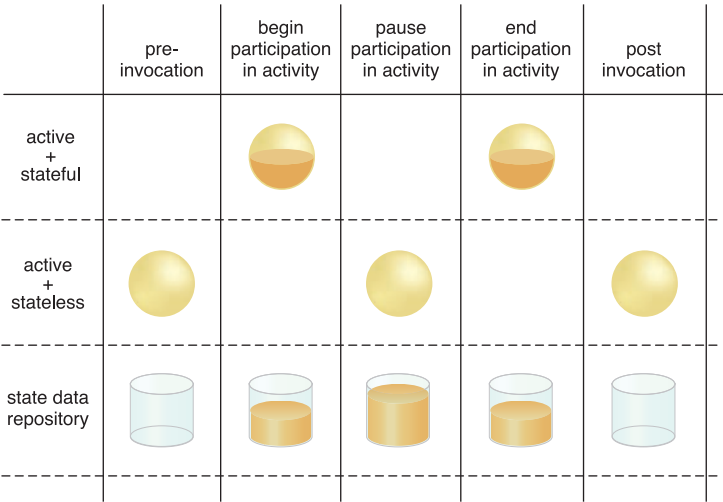 pre-
invocation
begin
participation
in activity
pause
participation
in activity
end
participation
in activity
post
invocation
active
+
stateful
active
+
stateless
state data
repository